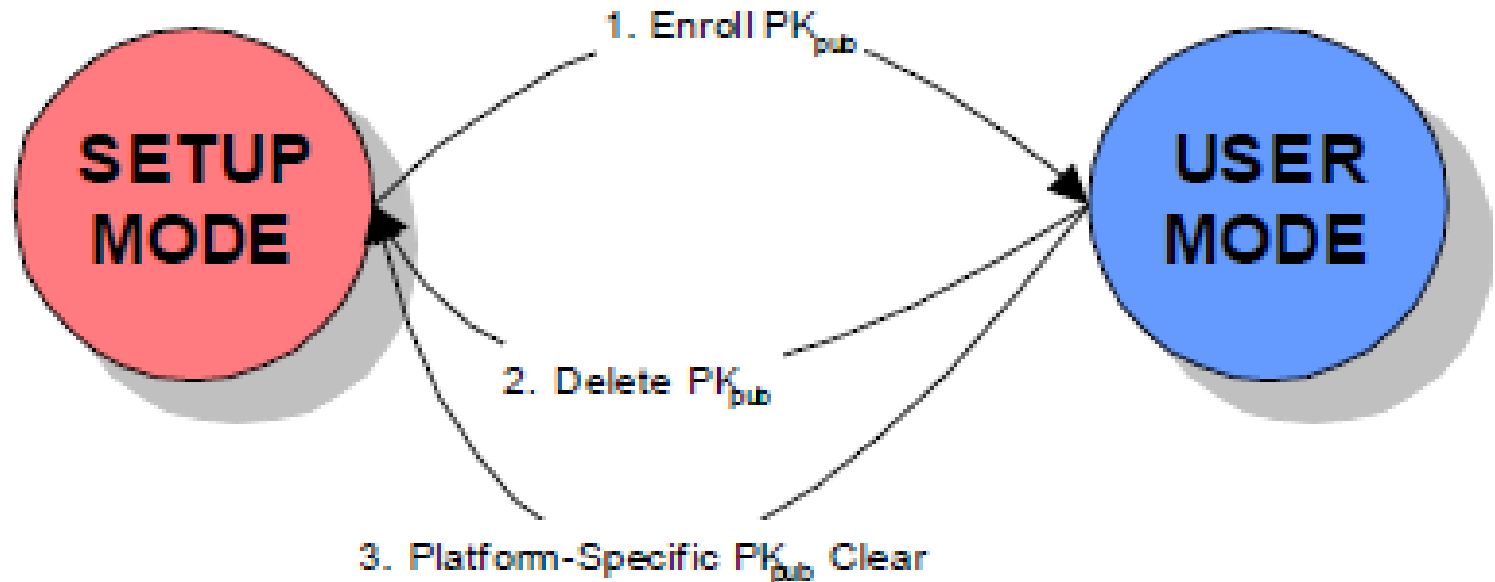 1. Enroll PKpub
SETUP
MODE
USER
MODE
2. Delete PKpub
3. Platform-Specific PKpub Clear